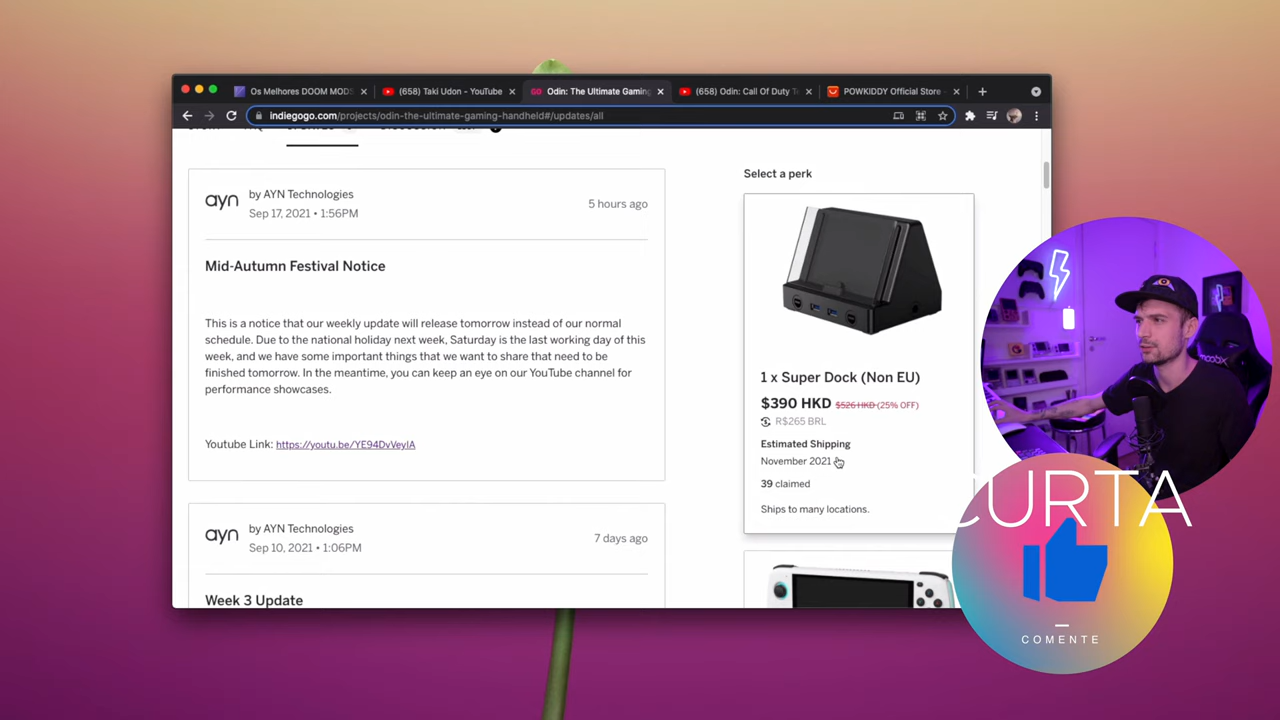 Os Melhores DOOM MODS
(658) Taki Udon - YouTube
GO Odin: The Ultimate Gaming
(658) Odin: Call Of Duty
POWKIDDY Official Store -
indiegogo.com/projects/odin-the-ultimate-gaming-handheld#/updates/all
ayn
by AYN Technologies
Sep 17, 2021 • 1:56PM
5 hours ago
Mid-Autumn Festival Notice
This is a notice that our weekly update will release tomorrow instead of our normal
schedule. Due to the national holiday next week, Saturday is the last working day of this
week, and we have some important things that we want to share that need to be
finished tomorrow. In the meantime, you can keep an eye on our YouTube channel for
performance showcases.
Youtube Link: https://youtu.be/YE94DvVeyIA
ayn
by AYN Technologies
Sep 10, 2021 • 1:06PM
7 days ago
Week 3 Update
Select a perk
1 x Super Dock (Non EU)
$390 HKD $526 HKD (25% OFF)
R$265 BRL
Estimated Shipping
November 2021
39 claimed
Ships to many locations.
CURTA
COMENTE